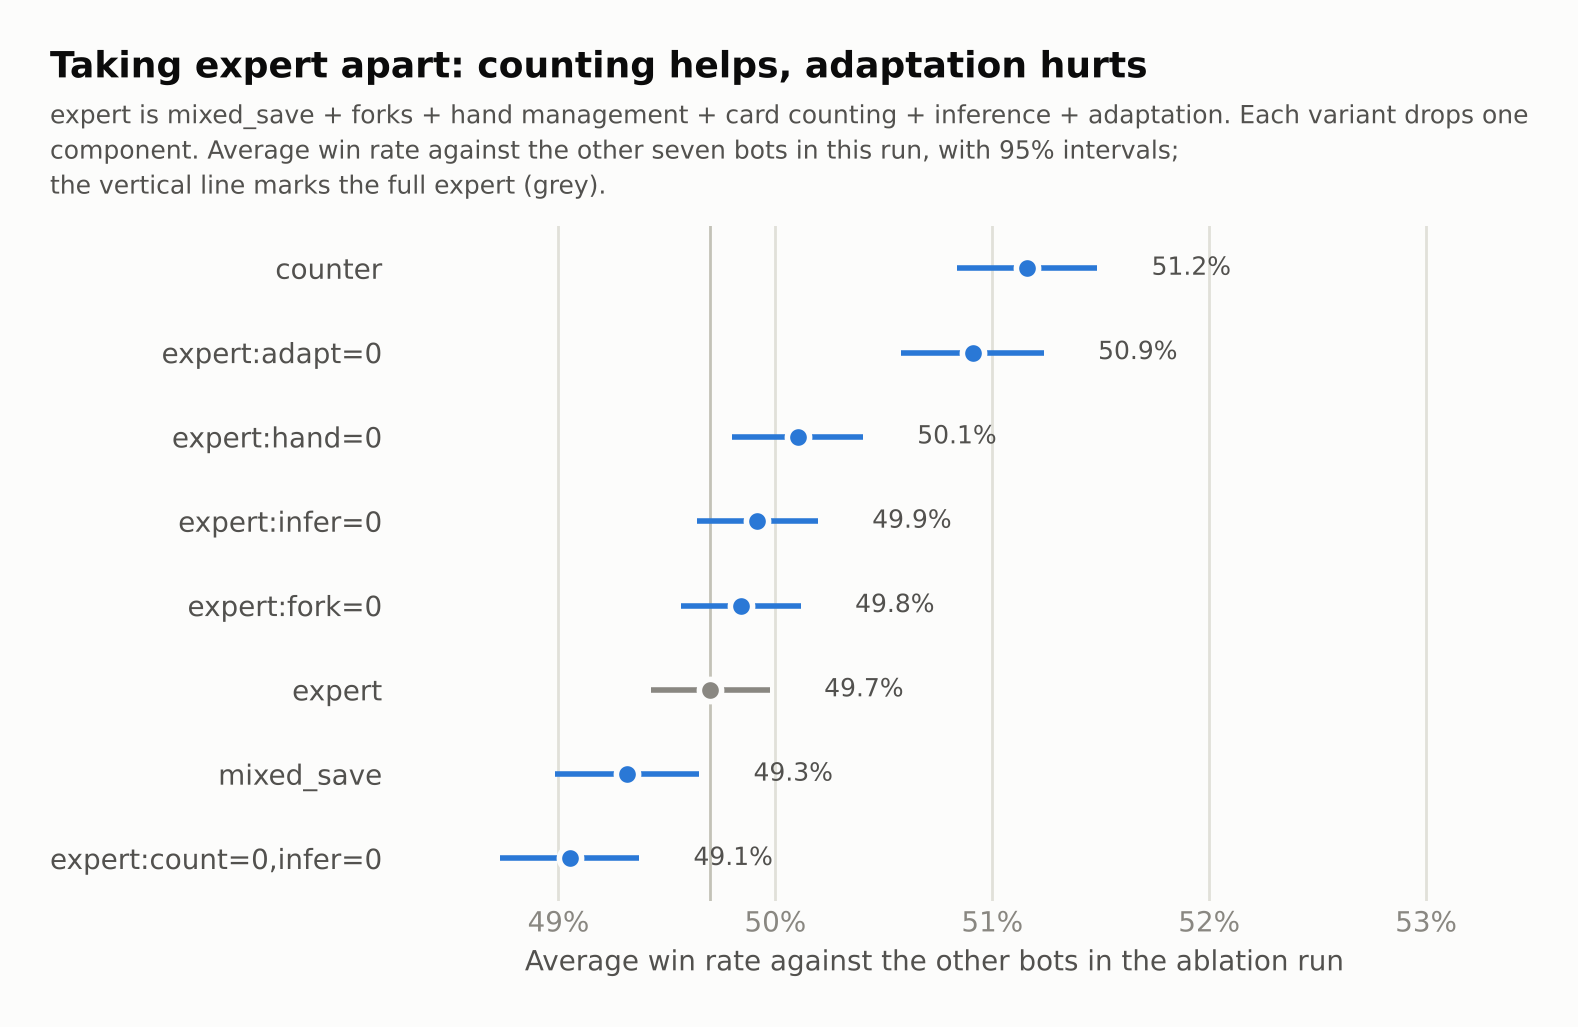 Taking expert apart: counting helps, adaptation hurts
expert is mixed_save + forks + hand management + card counting + inference + adaptation. Each variant drops one
component. Average win rate against the other seven bots in this run, with 95% intervals;
the vertical line marks the full expert (grey).
counter 51.2%
expert:adapt=0 50.9%
expert:hand=0 50.1%
expert:infer=0 49.9%
expert:fork=0 49.8%
expert 49.7%
mixed_save 49.3%
expert:count=0,infer=0 49.1%
49% 50% 51% 52% 53%
Average win rate against the other bots in the ablation run